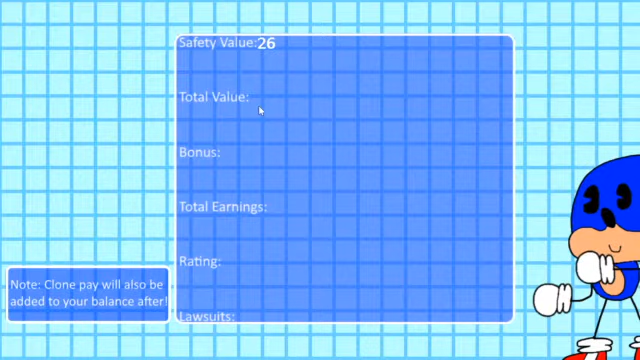 Safety Value:26
Total Value:
Bonus:
Total Earnings:
Rating:
Note: Clone pay will also be
added to your balance after!
Lawsuits: